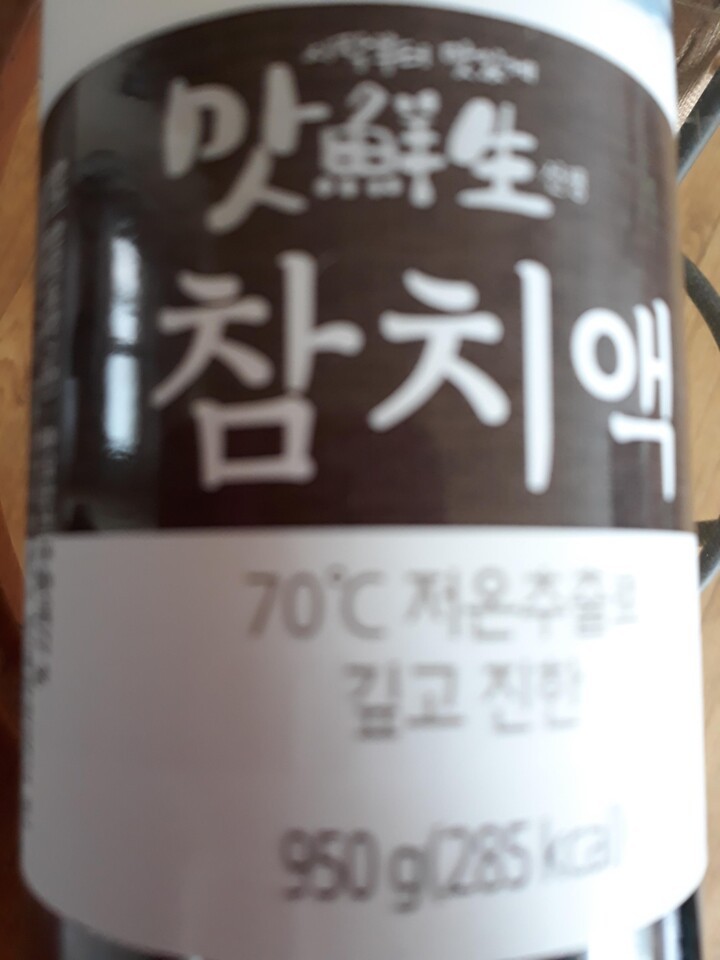 맛鮮生
참치액
70℃ 저온추출로
깊고 진한
950 g(285 kcal)